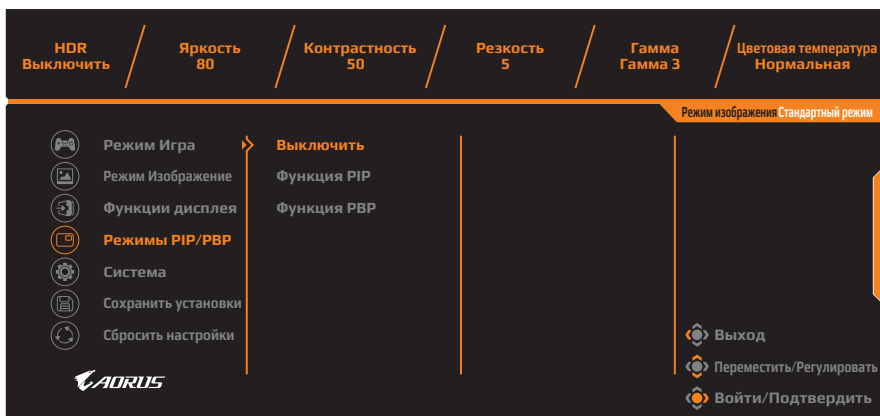 HDR
Выключить
Яркость
80
Контрастность
50
Резкость
5
Гамма
Гамма 3
Цветовая температура
Нормальная
Режим изображения Стандартный режим
Режим Игра
Режим Изображение
Функции дисплея
Режимы PIP/PBP
Система
Сохранить установки
Сбросить настройки
Выключить
Функция PIP
Функция PBP
Выход
Переместить/Регулировать
Войти/Подтвердить
AORUS